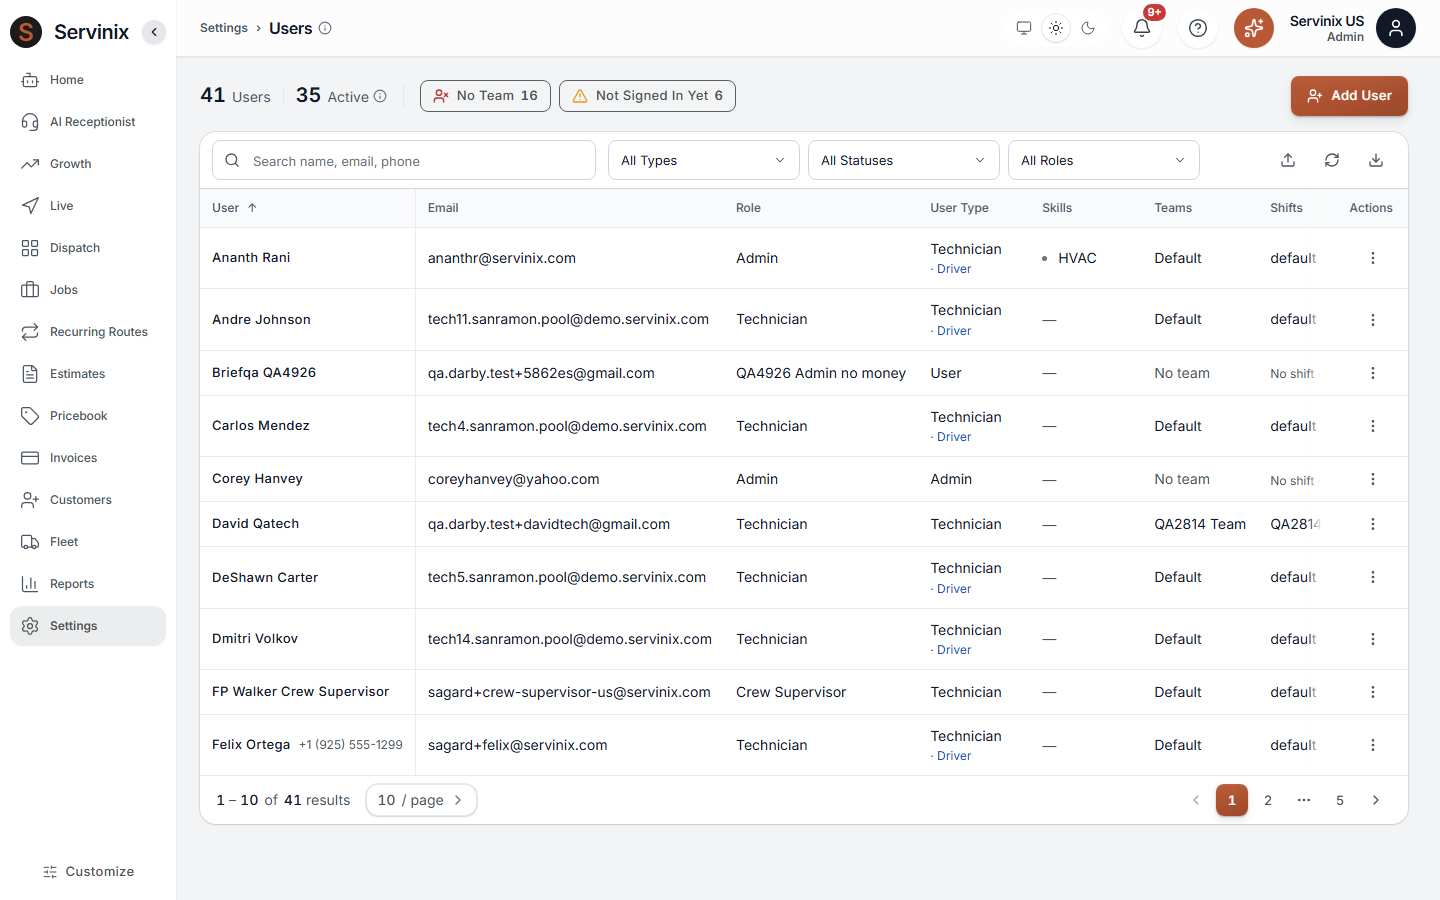 S Servinix
Settings › Users
9+
Servinix US
Admin
Home
AI Receptionist
Growth
Live
Dispatch
Jobs
Recurring Routes
Estimates
Pricebook
Invoices
Customers
Fleet
Reports
Settings
Customize
41 Users 35 Active No Team 16 Not Signed In Yet 6 Add User
Search name, email, phone All Types All Statuses All Roles
User Email Role User Type Skills Teams Shifts Actions
Ananth Rani ananthr@servinix.com Admin Technician · Driver • HVAC Default default
Andre Johnson tech11.sanramon.pool@demo.servinix.com Technician Technician · Driver — Default default
Briefqa QA4926 qa.darby.test+5862es@gmail.com QA4926 Admin no money User — No team No shift
Carlos Mendez tech4.sanramon.pool@demo.servinix.com Technician Technician · Driver — Default default
Corey Hanvey coreyhanvey@yahoo.com Admin Admin — No team No shift
David Qatech qa.darby.test+davidtech@gmail.com Technician Technician — QA2814 Team QA2814
DeShawn Carter tech5.sanramon.pool@demo.servinix.com Technician Technician · Driver — Default default
Dmitri Volkov tech14.sanramon.pool@demo.servinix.com Technician Technician · Driver — Default default
FP Walker Crew Supervisor sagard+crew-supervisor-us@servinix.com Crew Supervisor Technician — Default default
Felix Ortega +1 (925) 555-1299 sagard+felix@servinix.com Technician Technician · Driver — Default default
1 – 10 of 41 results 10 / page 1 2 ••• 5